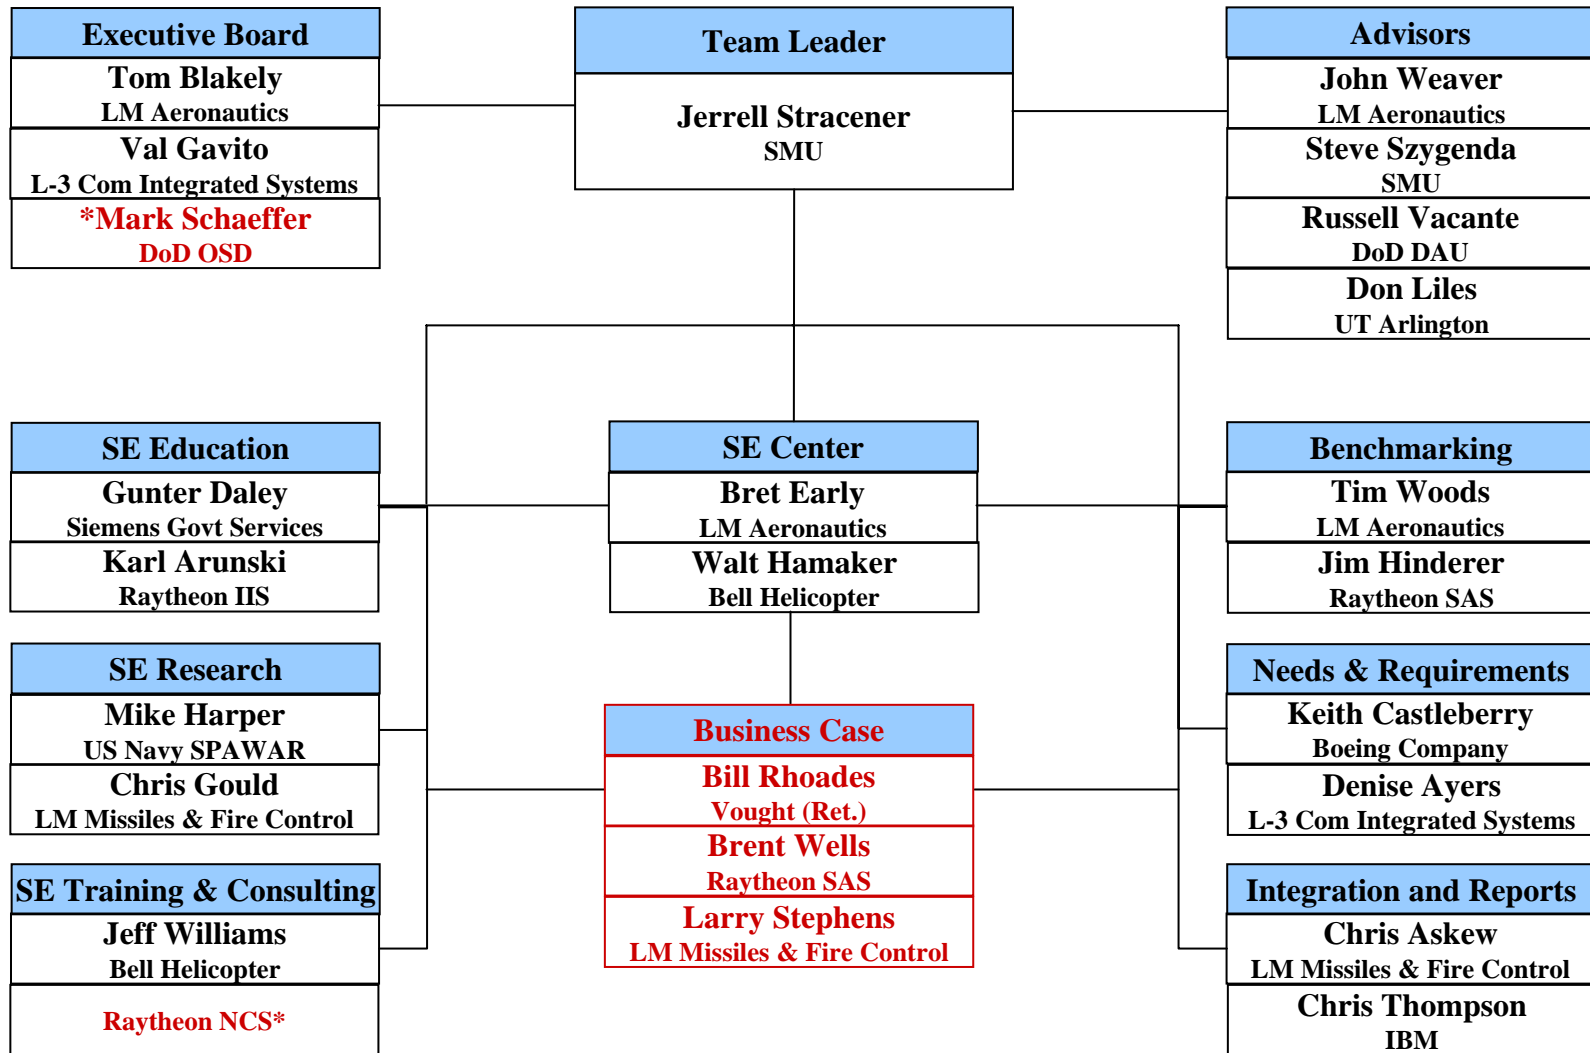 Executive Board
Tom Blakely
LM Aeronautics
Val Gavito
L-3 Com Integrated Systems
*Mark Schaeffer
DoD OSD
Team Leader
Jerrell Stracener
SMU
Advisors
John Weaver
LM Aeronautics
Steve Szygenda
SMU
Russell Vacante
DoD DAU
Don Liles
UT Arlington
SE Education
Gunter Daley
Siemens Govt Services
Karl Arunski
Raytheon IIS
SE Center
Bret Early
LM Aeronautics
Walt Hamaker
Bell Helicopter
Benchmarking
Tim Woods
LM Aeronautics
Jim Hinderer
Raytheon SAS
SE Research
Mike Harper
US Navy SPAWAR
Chris Gould
LM Missiles & Fire Control
Business Case
Bill Rhoades
Vought (Ret.)
Brent Wells
Raytheon SAS
Larry Stephens
LM Missiles & Fire Control
Needs & Requirements
Keith Castleberry
Boeing Company
Denise Ayers
L-3 Com Integrated Systems
SE Training & Consulting
Jeff Williams
Bell Helicopter
Raytheon NCS*
Integration and Reports
Chris Askew
LM Missiles & Fire Control
Chris Thompson
IBM